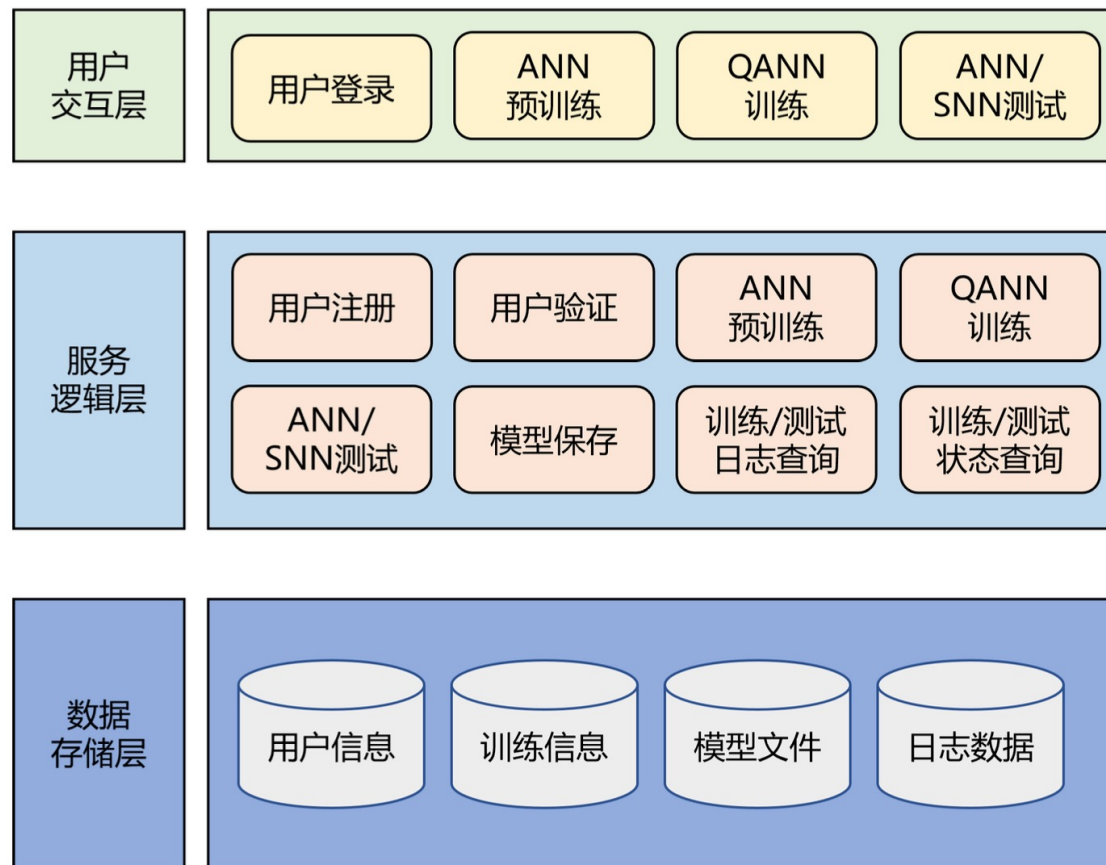 用户
交互层
用户登录
ANN
预训练
QANN
训练
ANN/
SNN测试
服务
逻辑层
用户注册
用户验证
ANN
预训练
QANN
训练
ANN/
SNN测试
模型保存
训练/测试
日志查询
训练/测试
状态查询
数据
存储层
用户信息
训练信息
模型文件
日志数据